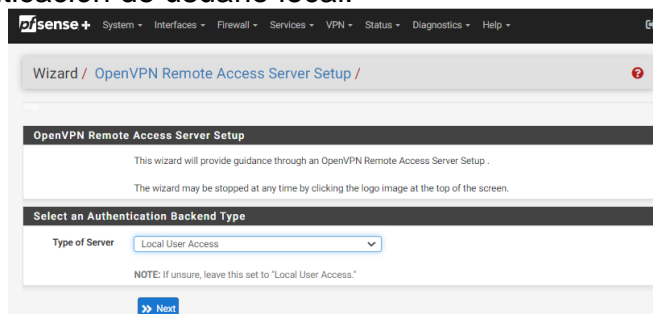 de usuario local.
pfsense + System Interfaces Firewall Services VPN Status Diagnostics Help
Wizard / OpenVPN Remote Access Server Setup /
OpenVPN Remote Access Server Setup
This wizard will provide guidance through an OpenVPN Remote Access Server Setup .
The wizard may be stopped at any time by clicking the logo image at the top of the screen.
Select an Authentication Backend Type
Type of Server Local User Access
NOTE: If unsure, leave this set to "Local User Access."
>> Next